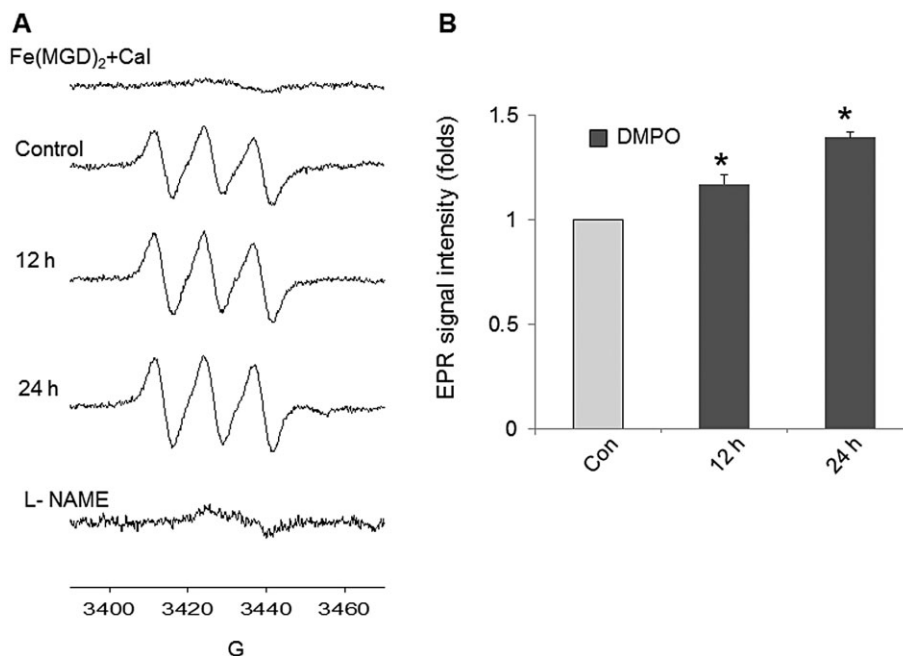 A
Fe(MGD)₂+Cal
Control
12 h
24 h
L- NAME
3400 3420 3440 3460
G
B
EPR signal intensity (folds)
1.5
1
0.5
0
DMPO
*
*
Con
12 h
24 h